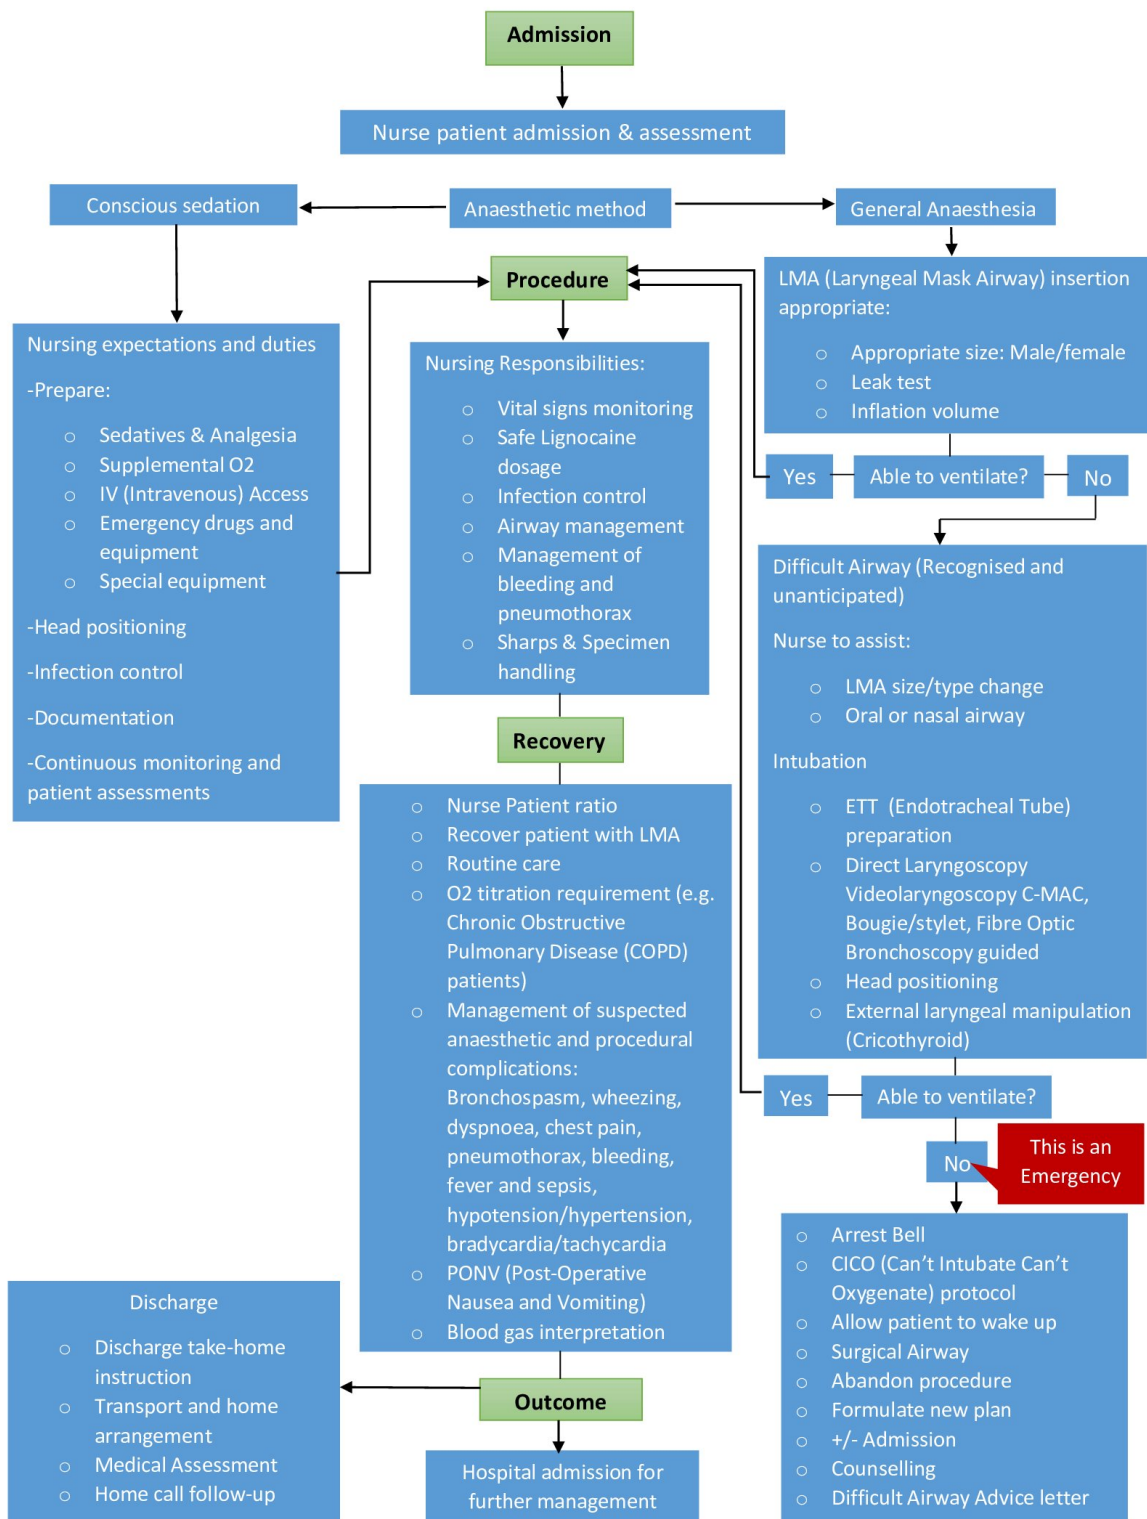 Admission
Nurse patient admission & assessment
Conscious sedation
Anaesthetic method
General Anaesthesia
Procedure
LMA (Laryngeal Mask Airway) insertion
appropriate:
o Appropriate size: Male/female
o Leak test
o Inflation volume
Nursing expectations and duties
-Prepare:
o Sedatives & Analgesia
o Supplemental O2
o IV (Intravenous) Access
o Emergency drugs and
equipment
o Special equipment
-Head positioning
-Infection control
-Documentation
-Continuous monitoring and
patient assessments
Nursing Responsibilities:
o Vital signs monitoring
o Safe Lignocaine
dosage
o Infection control
o Airway management
o Management of
bleeding and
pneumothorax
o Sharps & Specimen
handling
Yes
Able to ventilate?
No
Difficult Airway (Recognised and
unanticipated)
Nurse to assist:
o LMA size/type change
o Oral or nasal airway
Intubation
o ETT (Endotracheal Tube)
preparation
o Direct Laryngoscopy
Videolaryngoscopy C-MAC,
Bougie/stylet, Fibre Optic
Bronchoscopy guided
o Head positioning
o External laryngeal manipulation
(Cricothyroid)
Recovery
o Nurse Patient ratio
o Recover patient with LMA
o Routine care
o O2 titration requirement (e.g.
Chronic Obstructive
Pulmonary Disease (COPD)
patients)
o Management of suspected
anaesthetic and procedural
complications:
Bronchospasm, wheezing,
dyspnoea, chest pain,
pneumothorax, bleeding,
fever and sepsis,
hypotension/hypertension,
bradycardia/tachycardia
o PONV (Post-Operative
Nausea and Vomiting)
o Blood gas interpretation
Yes
Able to ventilate?
No
This is an
Emergency
o Arrest Bell
o CICO (Can’t Intubate Can’t
Oxygenate) protocol
o Allow patient to wake up
o Surgical Airway
o Abandon procedure
o Formulate new plan
o +/- Admission
o Counselling
o Difficult Airway Advice letter
Outcome
Discharge
o Discharge take-home
instruction
o Transport and home
arrangement
o Medical Assessment
o Home call follow-up
Hospital admission for
further management